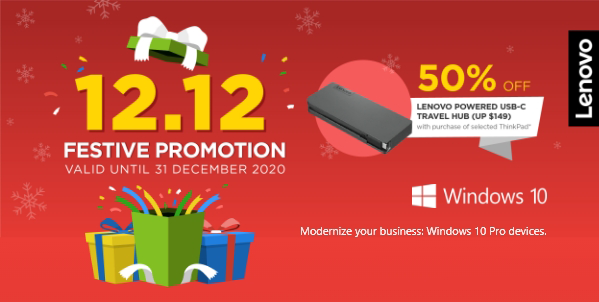 12.12
FESTIVE PROMOTION
VALID UNTIL 31 DECEMBER 2020
50% OFF
LENOVO POWERED USB-C
TRAVEL HUB (UP $149)
with purchase of selected ThinkPad*
Lenovo
Windows 10
Modernize your business: Windows 10 Pro devices.